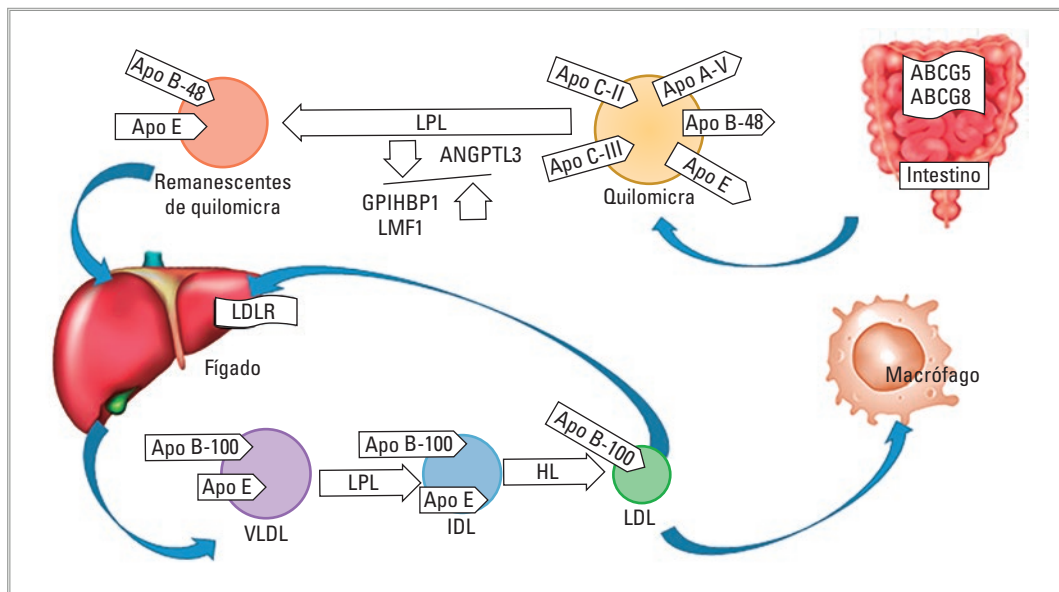 Apo B-48
Apo E
Remanescentes
de quilomicra
LPL
ANGPTL3
GPIHBP1
LMF1
Apo C-II
Apo A-V
Apo B-48
Apo C-III
Apo E
Quilomicra
ABCG5
ABCG8
Intestino
LDLR
Fígado
Macrófago
Apo B-100
Apo E
VLDL
LPL
Apo B-100
Apo E
IDL
HL
Apo B-100
LDL